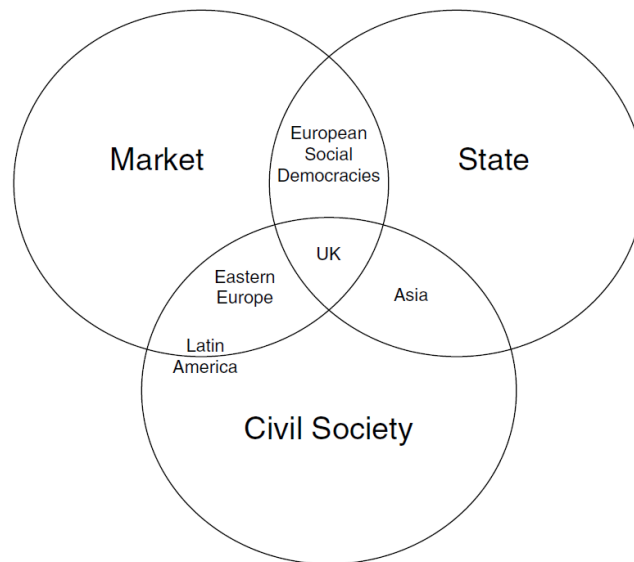 European
Social
Democracies
Market
State
UK
Eastern
Europe
Asia
Latin
America
Civil Society